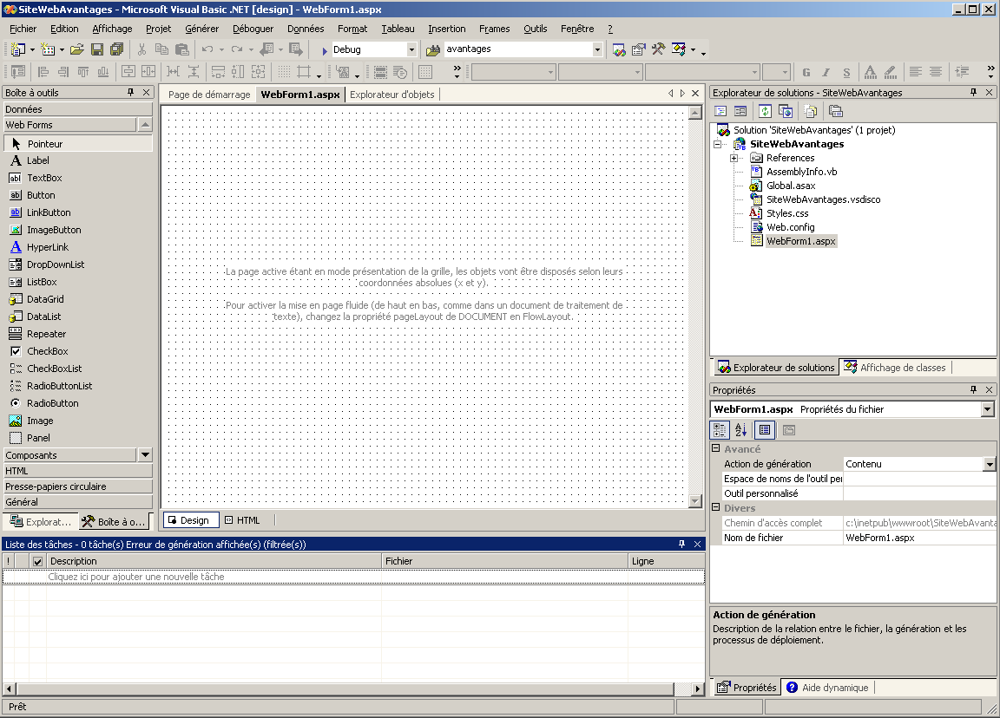 SiteWebAvantages - Microsoft Visual Basic .NET [design] - WebForm1.aspx
Fichier Edition Affichage Projet Générer Déboguer Données Format Tableau Insertion Frames Outils Fenêtre ?
Debug avantages
G I S
Boîte à outils
Données
Web Forms
Pointeur
Label
TextBox
Button
LinkButton
ImageButton
HyperLink
DropDownList
ListBox
DataGrid
DataList
Repeater
CheckBox
CheckBoxList
RadioButtonList
RadioButton
Image
Panel
Composants
HTML
Presse-papiers circulaire
Général
Explorat... Boîte à o...
Page de démarrage WebForm1.aspx Explorateur d'objets
La page active étant en mode présentation de la grille, les objets vont être disposés selon leurs
coordonnées absolues (x et y).
Pour activer la mise en page fluide (de haut en bas, comme dans un document de traitement de
texte), changez la propriété pageLayout de DOCUMENT en FlowLayout.
Design HTML
Explorateur de solutions - SiteWebAvantages
Solution 'SiteWebAvantages' (1 projet)
SiteWebAvantages
References
AssemblyInfo.vb
Global.asax
SiteWebAvantages.vsdisco
Styles.css
Web.config
WebForm1.aspx
Explorateur de solutions Affichage de classes
Propriétés
WebForm1.aspx Propriétés du fichier
Avancé
Action de génération Contenu
Espace de noms de l'outil per
Outil personnalisé
Divers
Chemin d'accès complet c:\inetpub\wwwroot\SiteWebAvanta
Nom de fichier WebForm1.aspx
Action de génération
Description de la relation entre le fichier, la génération et les
processus de déploiement.
Propriétés Aide dynamique
Liste des tâches - 0 tâche(s) Erreur de génération affichée(s) (filtrée(s))
! Description Fichier Ligne
Cliquez ici pour ajouter une nouvelle tâche
Prêt